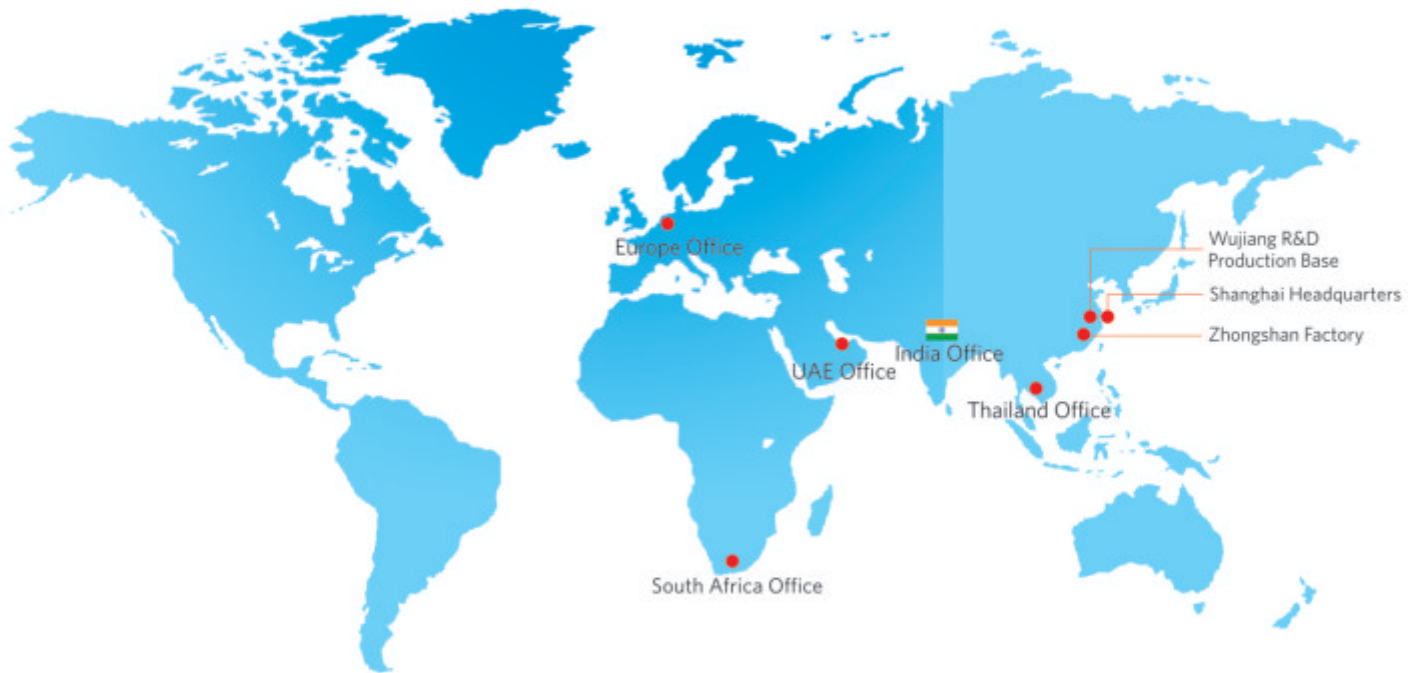 Wujiang R&D
Production Base
Europe Office
Shanghai Headquarters
Zhongshan Factory
India Office
UAE Office
Thailand Office
South Africa Office